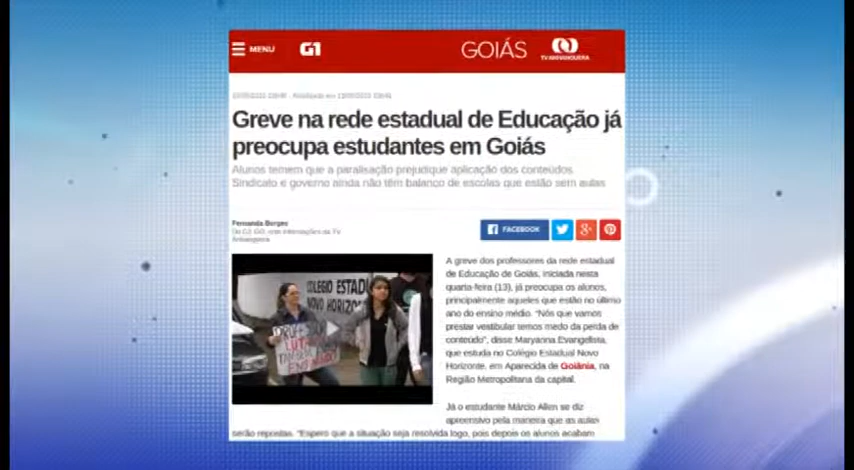 MENU
G1
GOIÁS
TV ANHANGUERA
Greve na rede estadual de Educação já
preocupa estudantes em Goiás
Alunos temem que a paralisação prejudique aplicação dos conteúdos.
Sindicato e governo ainda não têm balanço de escolas que estão sem aulas
Fernanda Borges
Do G1 GO, com informações da TV
Anhanguera
FACEBOOK
A greve dos professores da rede estadual
de Educação de Goiás, iniciada nesta
quarta-feira (13), já preocupa os alunos,
principalmente aqueles que estão no último
ano do ensino médio. "Nós que vamos
prestar vestibular temos medo da perda de
conteúdo", disse Maryanna Evangelista,
que estuda no Colégio Estadual Novo
Horizonte, em Aparecida de Goiânia, na
Região Metropolitana da capital.
COLEGIO ESTAD
NOVO HORIZO
PROFESSOR
LUTA
Já o estudante Márcio Allen se diz
apreensivo pela maneira que as aulas
serão repostas. "Espero que a situação seja resolvida logo, pois depois os alunos acabam